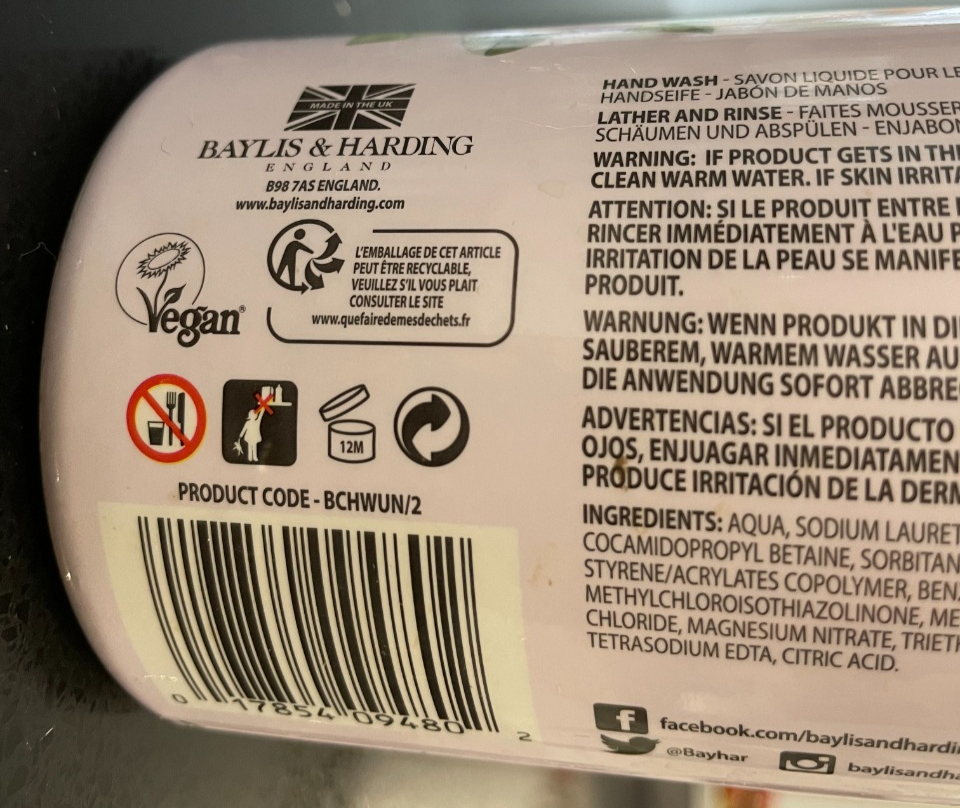 MADE IN THE UK
BAYLIS & HARDING
ENGLAND
B98 7AS ENGLAND.
www.baylisandharding.com
Vegan®
L'EMBALLAGE DE CET ARTICLE
PEUT ÊTRE RECYCLABLE,
VEUILLEZ S'IL VOUS PLAIT
CONSULTER LE SITE
www.quefairedemesdechets.fr
12M
PRODUCT CODE - BCHWUN/2
0 17854 09480 2
HAND WASH - SAVON LIQUIDE POUR LE
HANDSEIFE - JABÓN DE MANOS
LATHER AND RINSE - FAITES MOUSSER
SCHÄUMEN UND ABSPÜLEN - ENJABON
WARNING: IF PRODUCT GETS IN THE
CLEAN WARM WATER. IF SKIN IRRITA
ATTENTION: SI LE PRODUIT ENTRE
RINCER IMMÉDIATEMENT À L'EAU P
IRRITATION DE LA PEAU SE MANIFE
PRODUIT.
WARNUNG: WENN PRODUKT IN DI
SAUBEREM, WARMEM WASSER AU
DIE ANWENDUNG SOFORT ABBRE
ADVERTENCIAS: SI EL PRODUCTO
OJOS, ENJUAGAR INMEDIATAMEN
PRODUCE IRRITACIÓN DE LA DERM
INGREDIENTS: AQUA, SODIUM LAURET
COCAMIDOPROPYL BETAINE, SORBITAN
STYRENE/ACRYLATES COPOLYMER, BENZ
METHYLCHLOROISOTHIAZOLINONE, ME
CHLORIDE, MAGNESIUM NITRATE, TRIETH
TETRASODIUM EDTA, CITRIC ACID.
facebook.com/baylisandhardi
@Bayhar
baylisandha